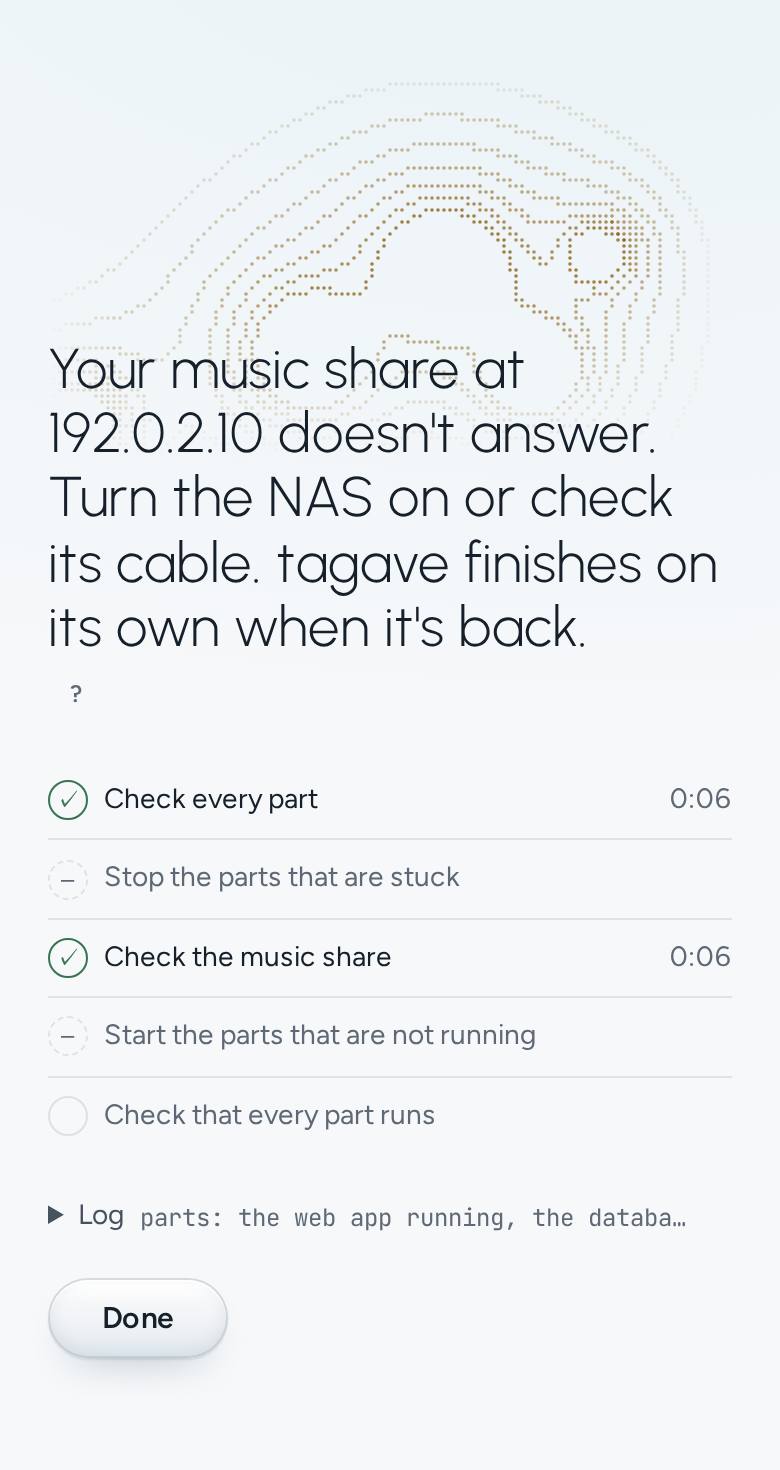 Your music share at
192.0.2.10 doesn't answer.
Turn the NAS on or check
its cable. tagave finishes on
its own when it's back.
?
✓ Check every part 0:06
– Stop the parts that are stuck
✓ Check the music share 0:06
– Start the parts that are not running
Check that every part runs
▶ Log parts: the web app running, the databa…
Done